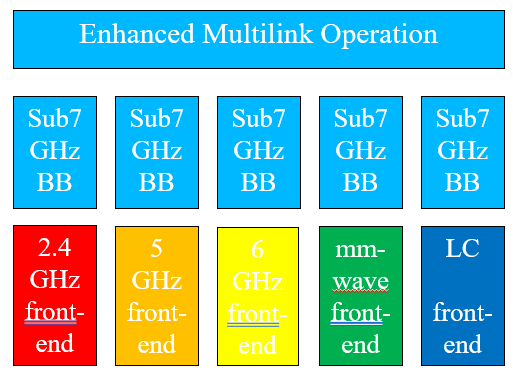 Enhanced Multilink Operation
Sub7
GHz
BB
Sub7
GHz
BB
Sub7
GHz
BB
Sub7
GHz
BB
Sub7
GHz
BB
2.4
GHz
front-
end
5
GHz
front-
end
6
GHz
front-
end
mm-
wave
front-
end
LC
front-
end